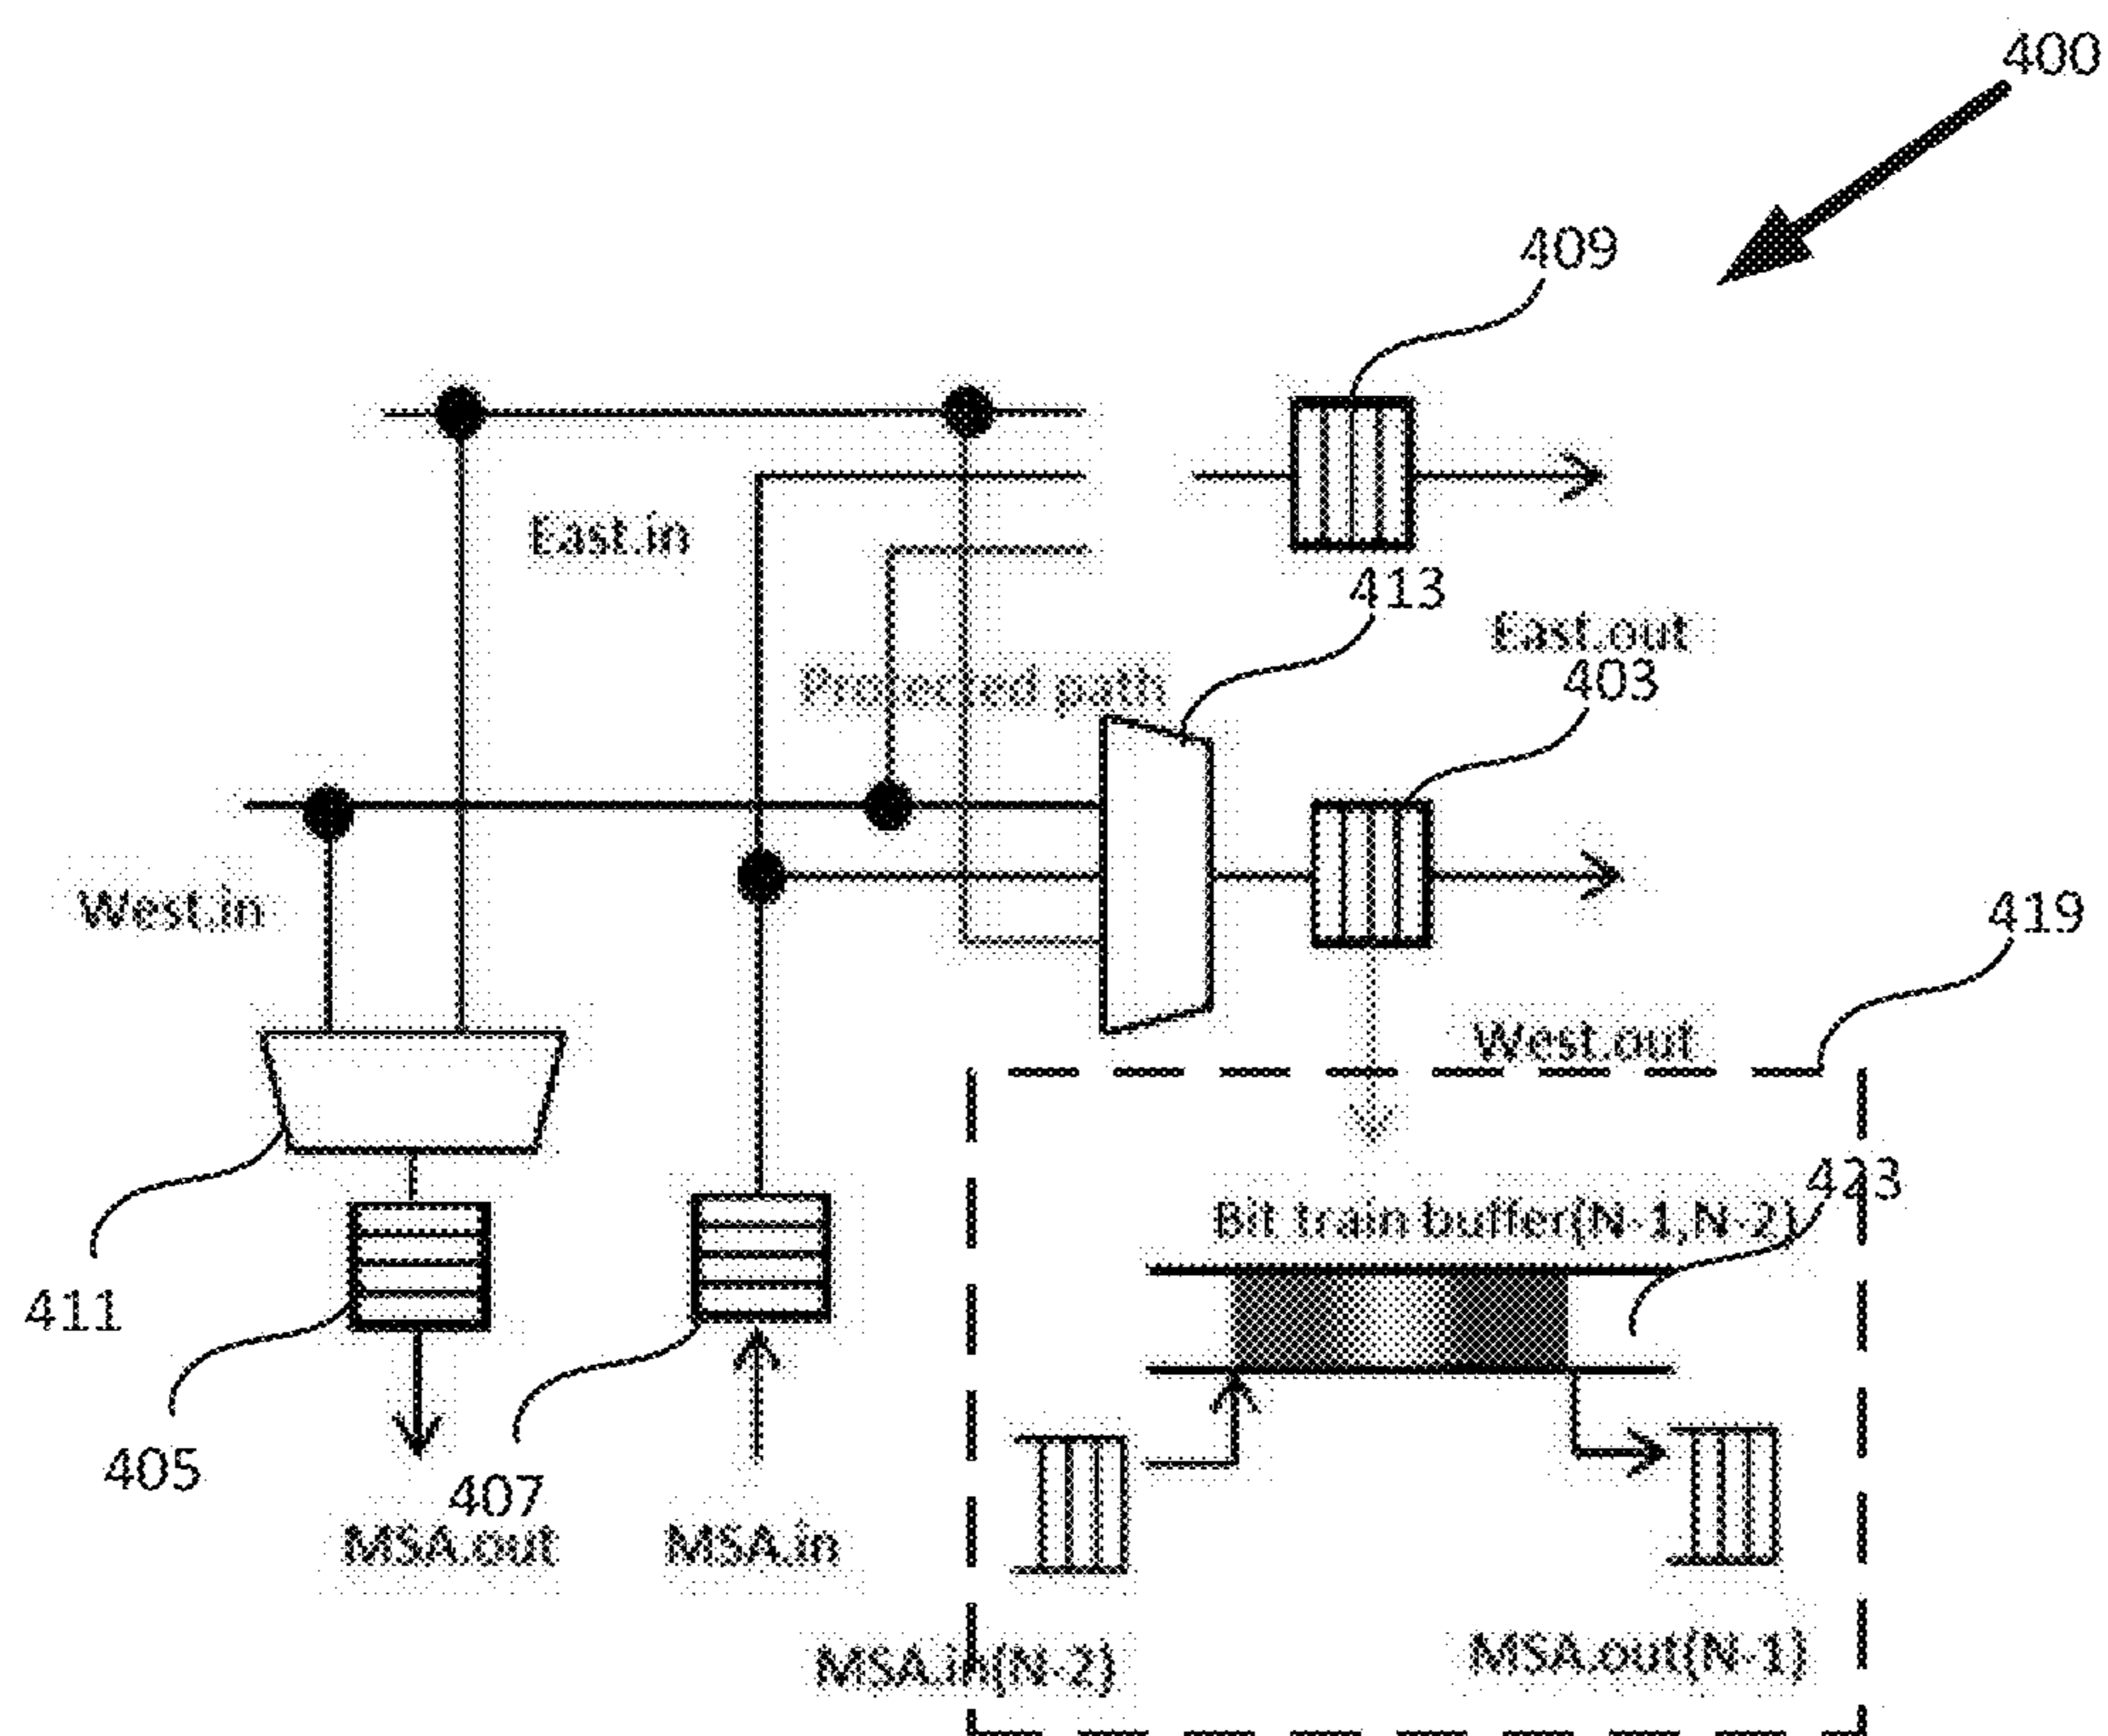 400
409
East.in
413
East.out
Protected path
403
West.in
419
West.out
423
Bit train buffer(N-1,N-2)
411
405
407
MSA.out
MSA.in
MSA.in(N-2)
MSA.out(N-1)